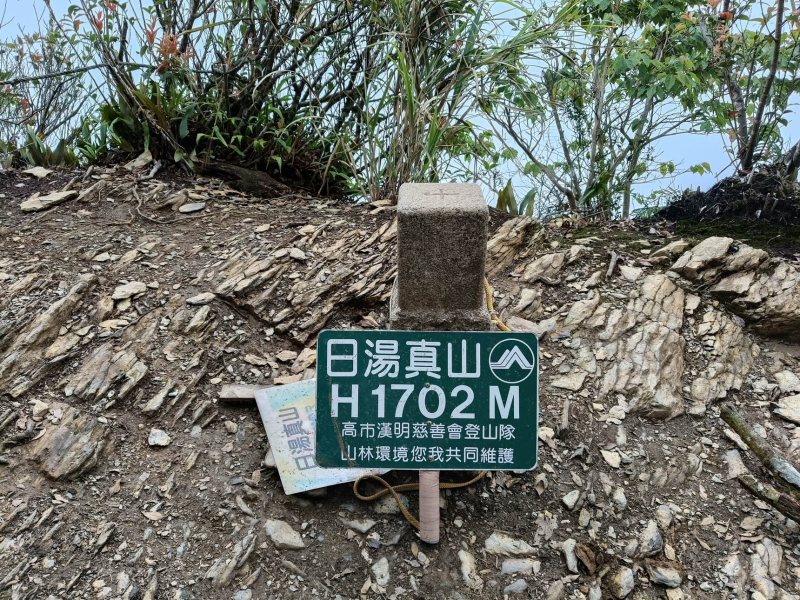 日湯真山
H 1702 M
高市漢明慈善會登山隊
山林環境您我共同維護
日湯真山